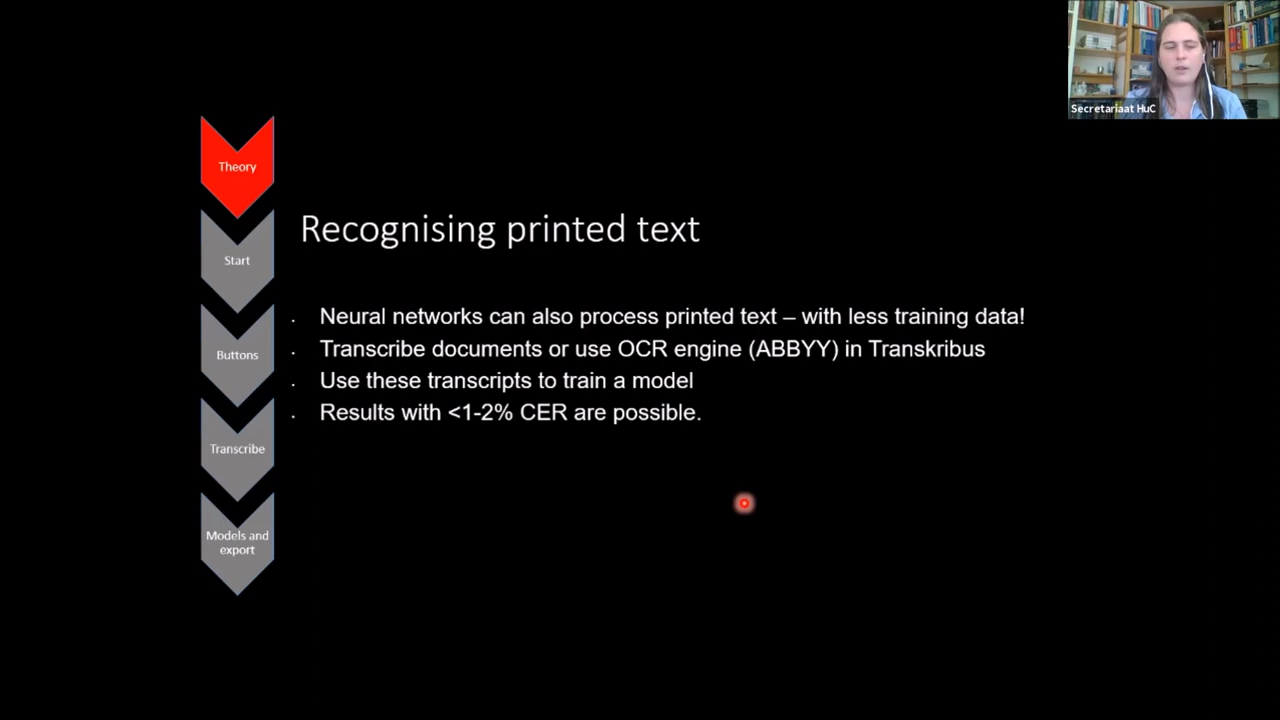 Secretariaat HuC
Theory
Start
Buttons
Transcribe
Models and
export
Recognising printed text
. Neural networks can also process printed text – with less training data!
. Transcribe documents or use OCR engine (ABBYY) in Transkribus
. Use these transcripts to train a model
. Results with <1-2% CER are possible.